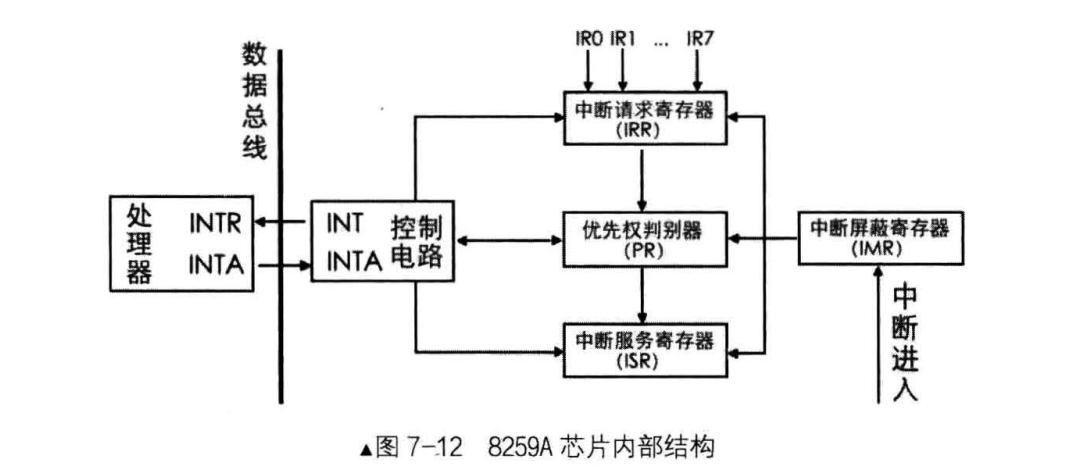 数据总线
IR0 IR1 ... IR7
中断请求寄存器
(IRR)
处理器
INTR
INTA
INT
INTA
控制
电路
优先权判别器
(PR)
中断屏蔽寄存器
(IMR)
中断服务寄存器
(ISR)
中断进入
▲图 7-12 8259A 芯片内部结构